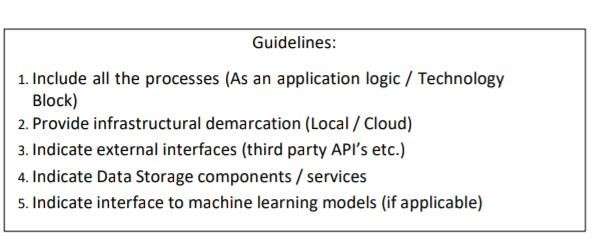 Guidelines:
1. Include all the processes (As an application logic / Technology
Block)
2. Provide infrastructural demarcation (Local / Cloud)
3. Indicate external interfaces (third party API’s etc.)
4. Indicate Data Storage components / services
5. Indicate interface to machine learning models (if applicable)